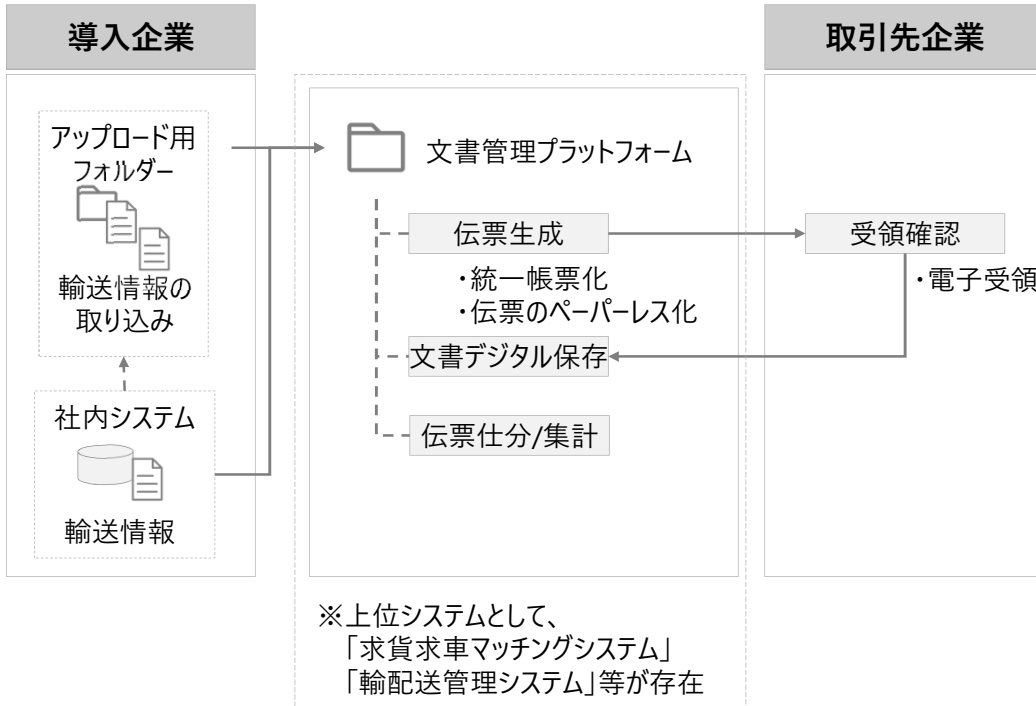 導入企業
アップロード用
フォルダー
輸送情報の
取り込み
社内システム
輸送情報
文書管理プラットフォーム
伝票生成
・統一帳票化
・伝票のペーパーレス化
文書デジタル保存
伝票仕分/集計
※上位システムとして、
「求貨求車マッチングシステム」
「輸配送管理システム」等が存在
取引先企業
受領確認
・電子受領